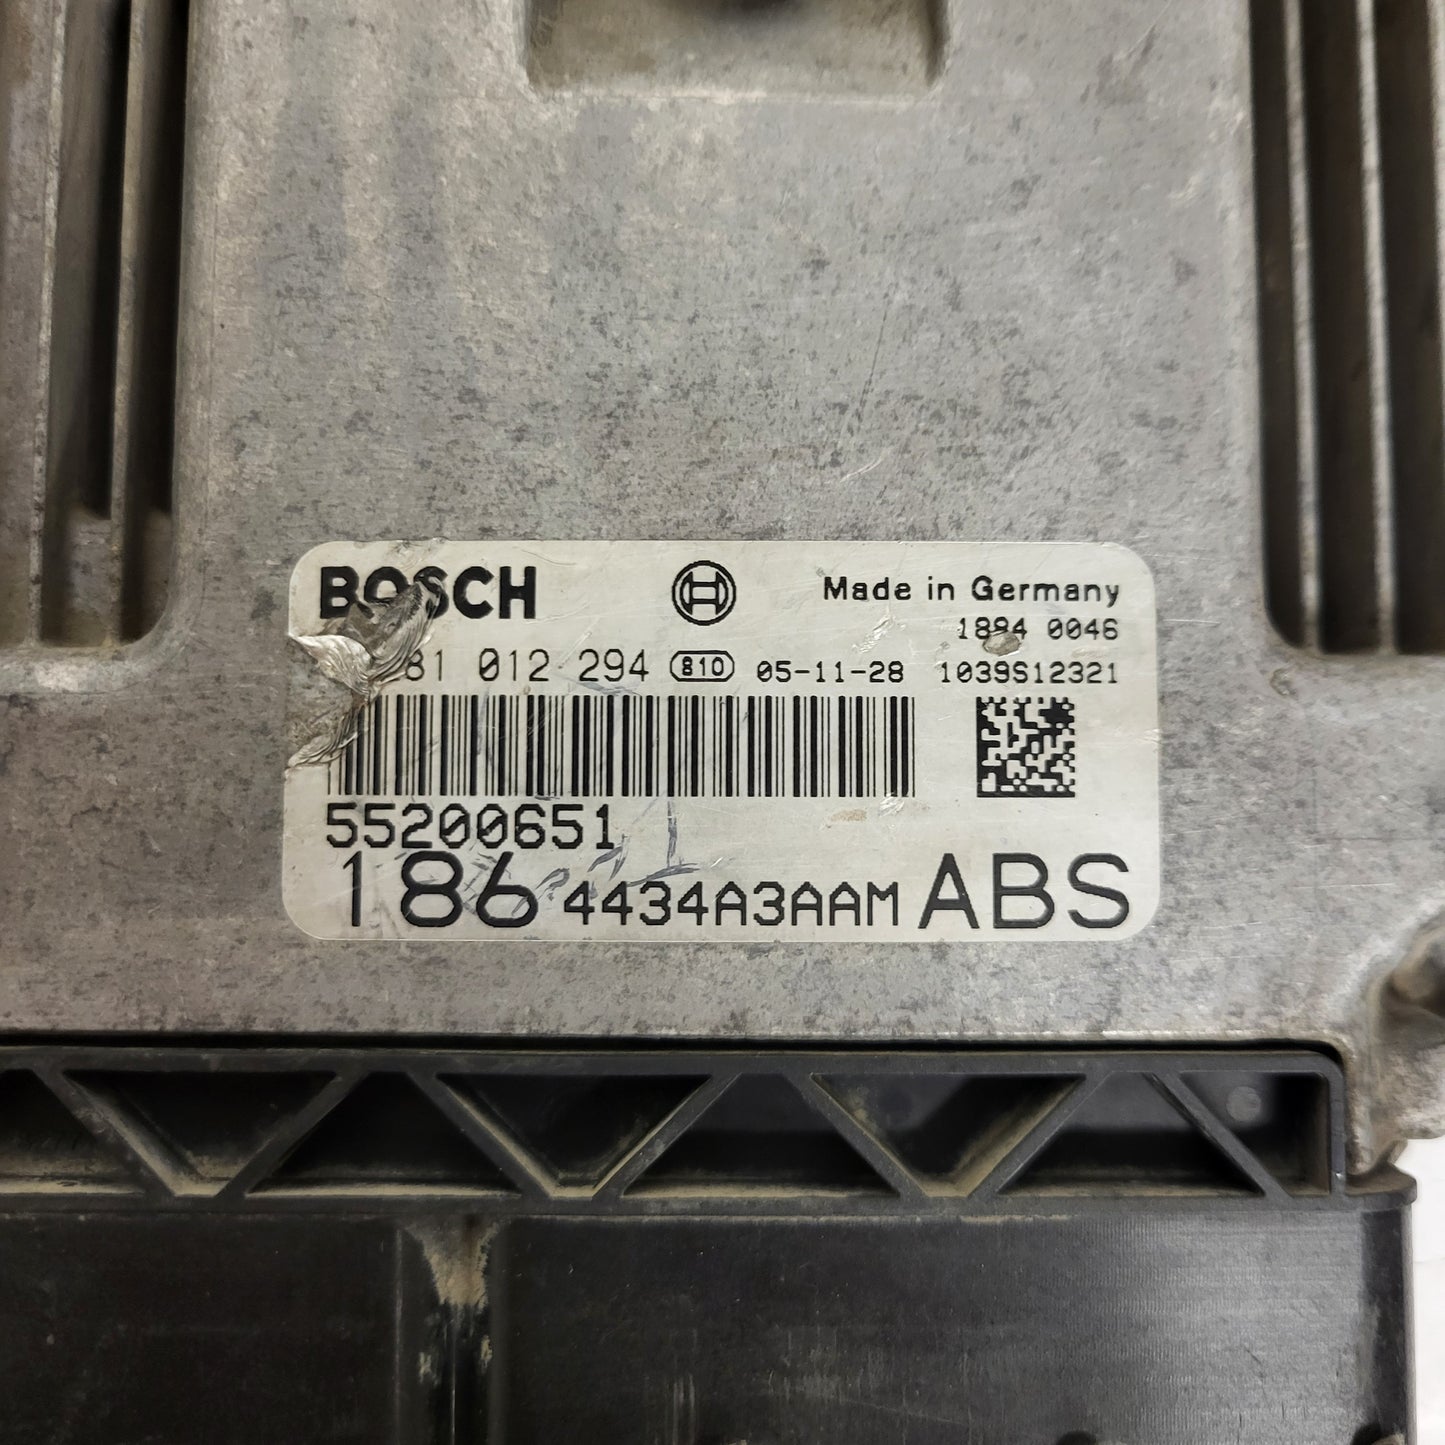 BOSCH Made in Germany
1884 0046
81 012 294 810 05-11-28 1039S12321
55200651
186 4434A3AAM ABS